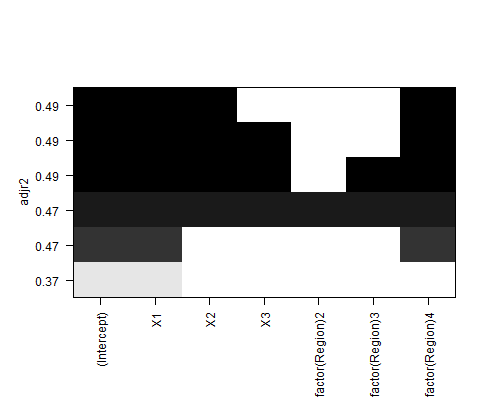 0.49
0.49
0.49
0.47
0.47
0.37
adjr2
(Intercept)
X1
X2
X3
factor(Region)2
factor(Region)3
factor(Region)4